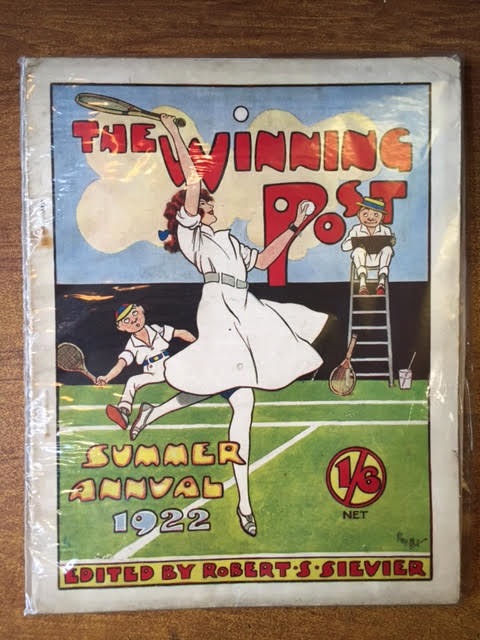 THE WINNING
POST
SUMMER
ANNUAL
1922
1/6
NET
EDITED BY ROBERT·S·SIEVIER